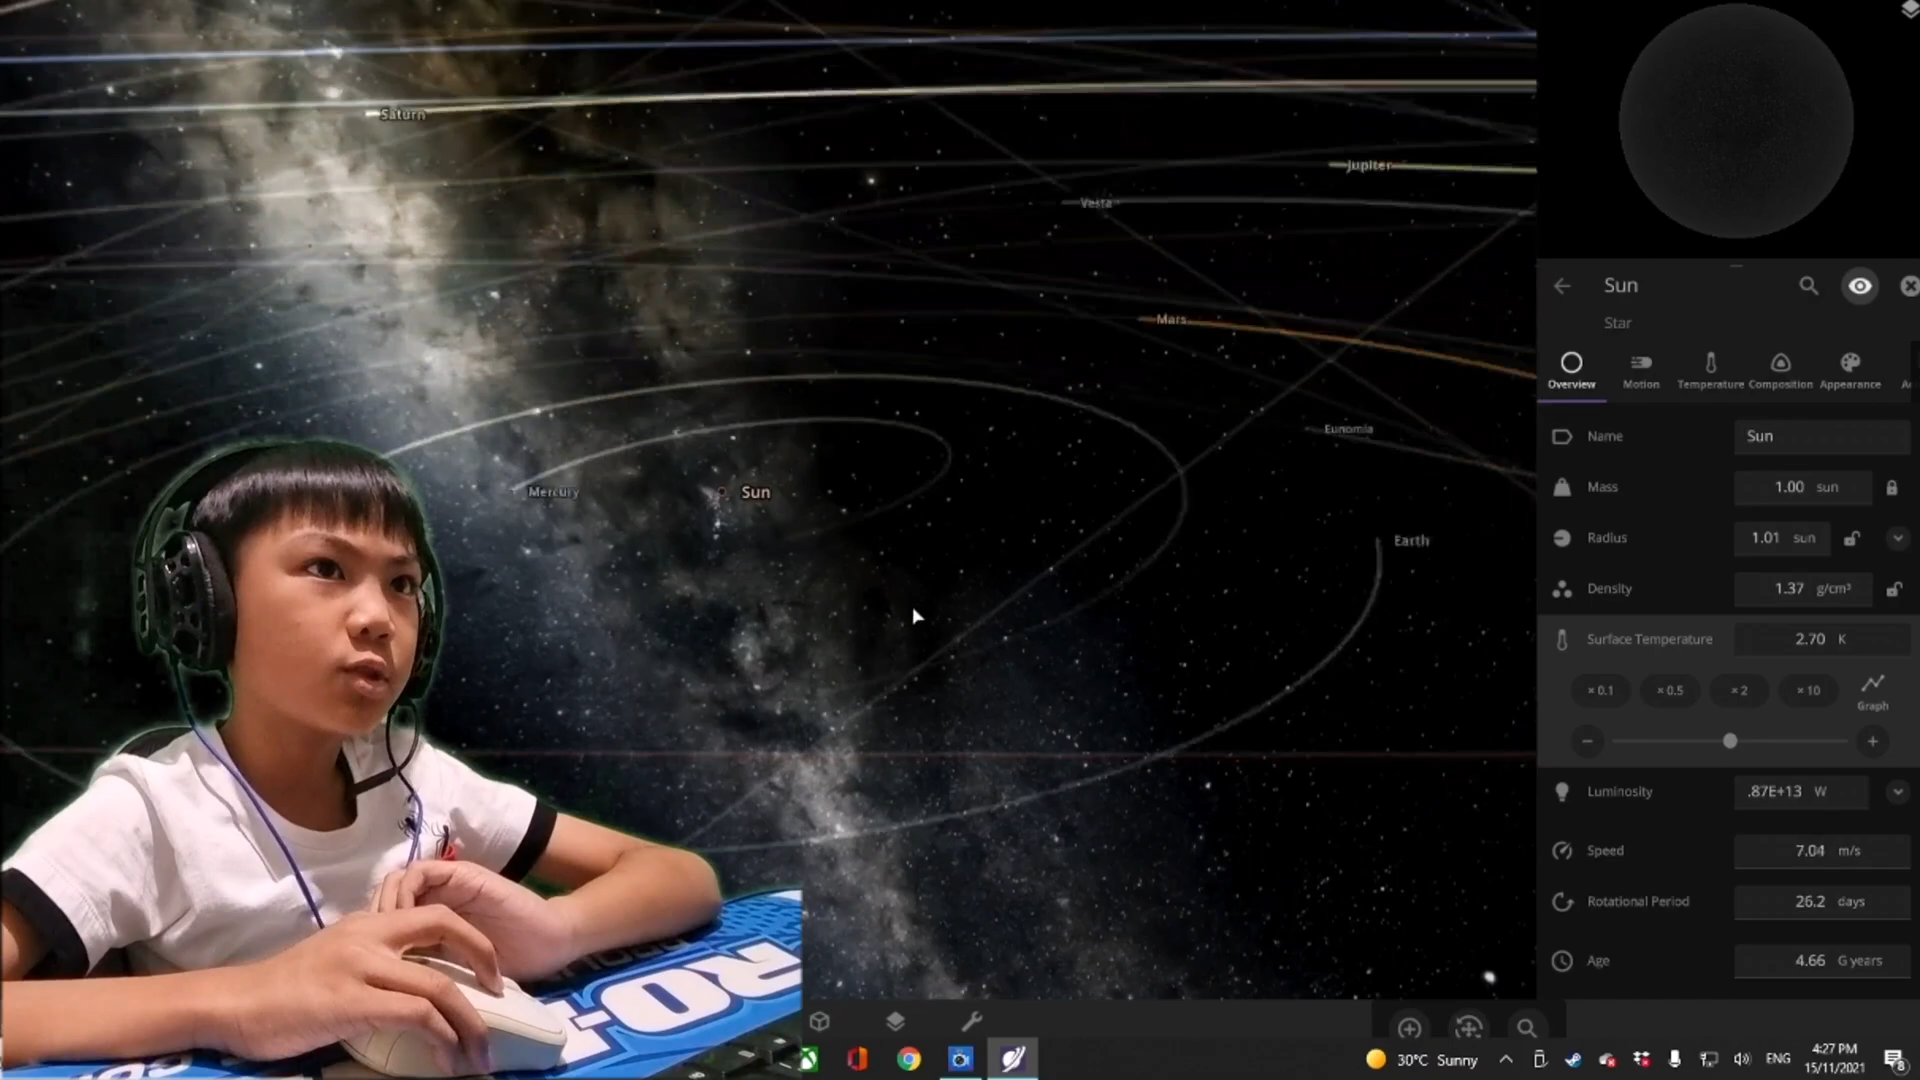 Saturn
Jupiter
Vesta
Mars
Eunomia
Mercury
Sun
Earth
Sun
Star
Overview
Motion
Temperature
Composition
Appearance
Name
Sun
Mass
1.00 sun
Radius
1.01 sun
Density
1.37 g/cm³
Surface Temperature
2.70 K
× 0.1
× 0.5
× 2
× 10
Graph
Luminosity
.87E+13 W
Speed
7.04 m/s
Rotational Period
26.2 days
Age
4.66 G years
30°C Sunny
ENG
4:27 PM
15/11/2021
8